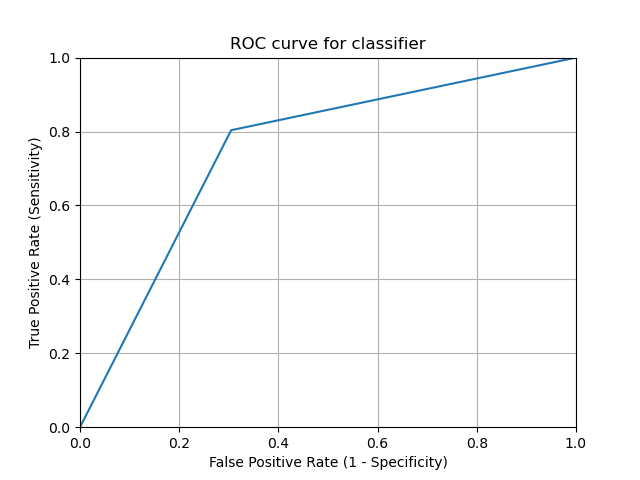 ROC curve for classifier
1.0
0.8
0.6
0.4
0.2
0.0
True Positive Rate (Sensitivity)
0.0 0.2 0.4 0.6 0.8 1.0
False Positive Rate (1 - Specificity)